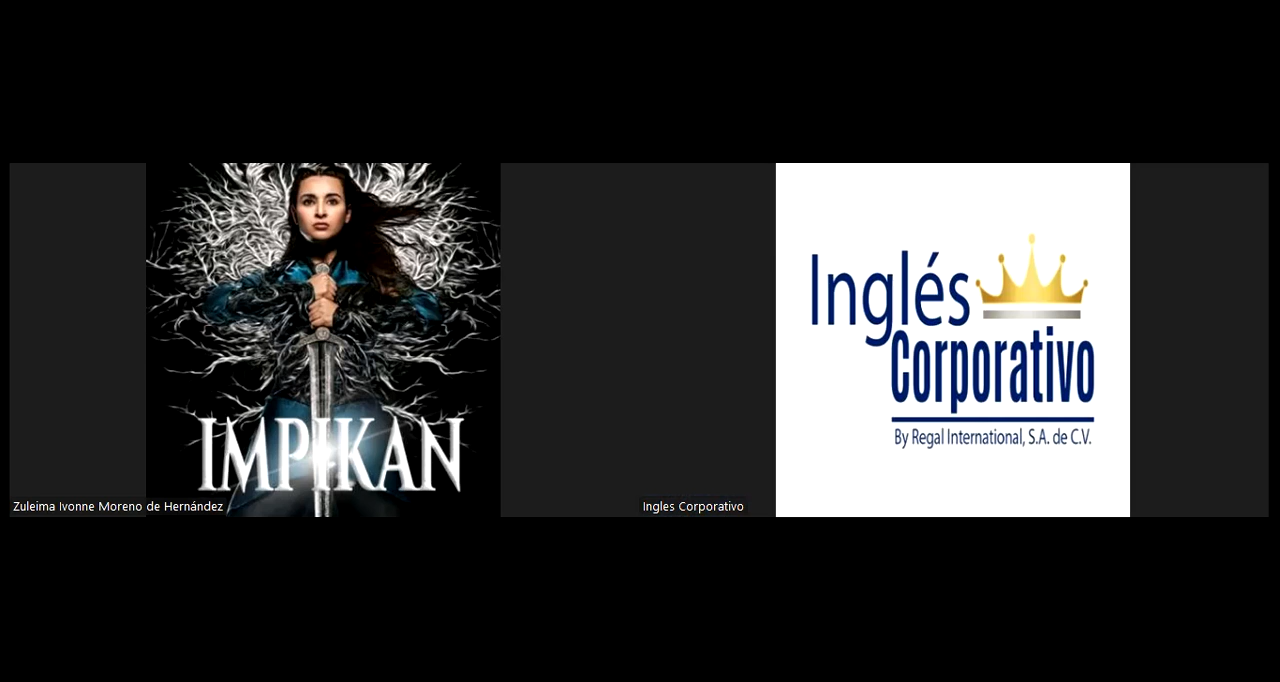 IMPIKAN
Zuleima Ivonne Moreno de Hernández
Inglés
Corporativo
By Regal International, S.A. de C.V.
Ingles Corporativo